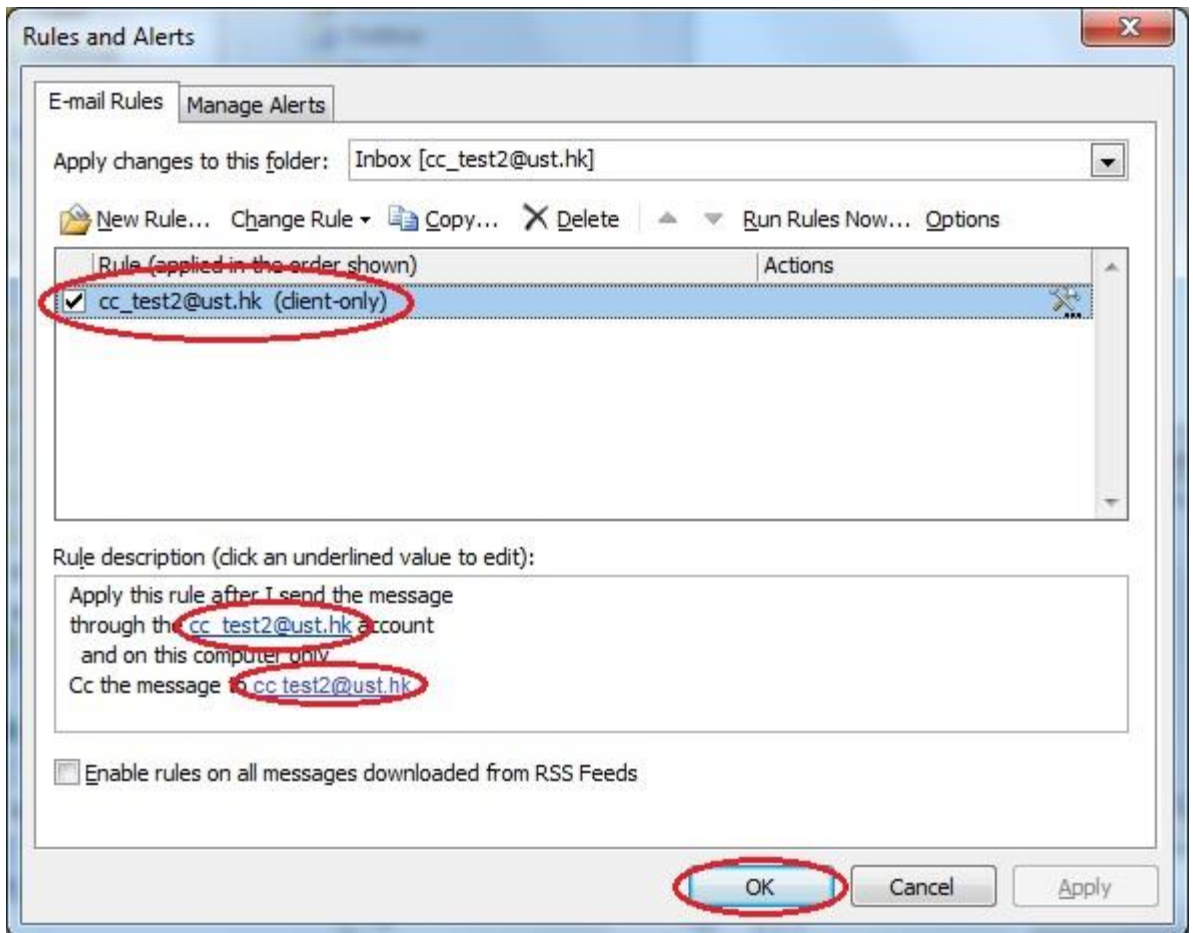 Rules and Alerts
E-mail Rules Manage Alerts
Apply changes to this folder: Inbox [cc_test2@ust.hk]
New Rule... Change Rule Copy... Delete Run Rules Now... Options
Rule (applied in the order shown) Actions
cc_test2@ust.hk (client-only)
Rule description (click an underlined value to edit):
Apply this rule after I send the message
through the cc_test2@ust.hk account
and on this computer only
Cc the message to cc test2@ust.hk
Enable rules on all messages downloaded from RSS Feeds
OK Cancel Apply